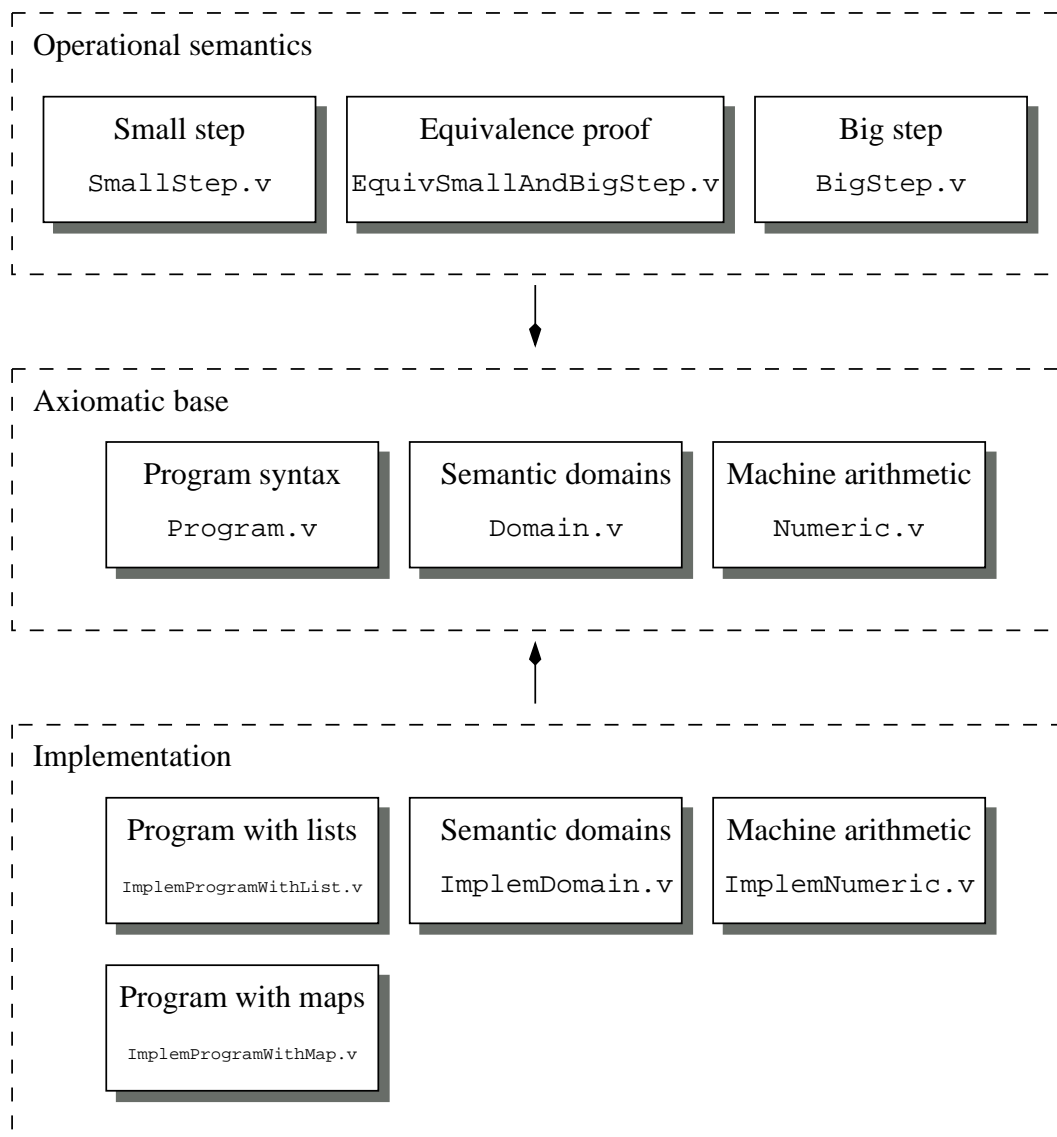 Operational semantics
Small step
SmallStep.v
Equivalence proof
EquivSmallAndBigStep.v
Big step
BigStep.v
Axiomatic base
Program syntax
Program.v
Semantic domains
Domain.v
Machine arithmetic
Numeric.v
Implementation
Program with lists
ImplemProgramWithList.v
Semantic domains
ImplemDomain.v
Machine arithmetic
ImplemNumeric.v
Program with maps
ImplemProgramWithMap.v